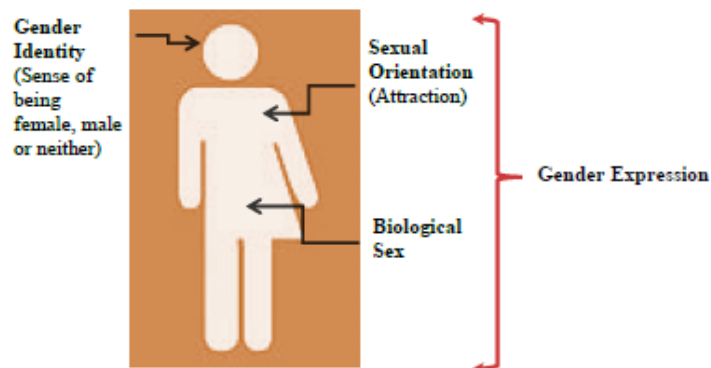 Gender
Identity
(Sense of
being
female, male
or neither)
Sexual
Orientation
(Attraction)
Biological
Sex
Gender Expression